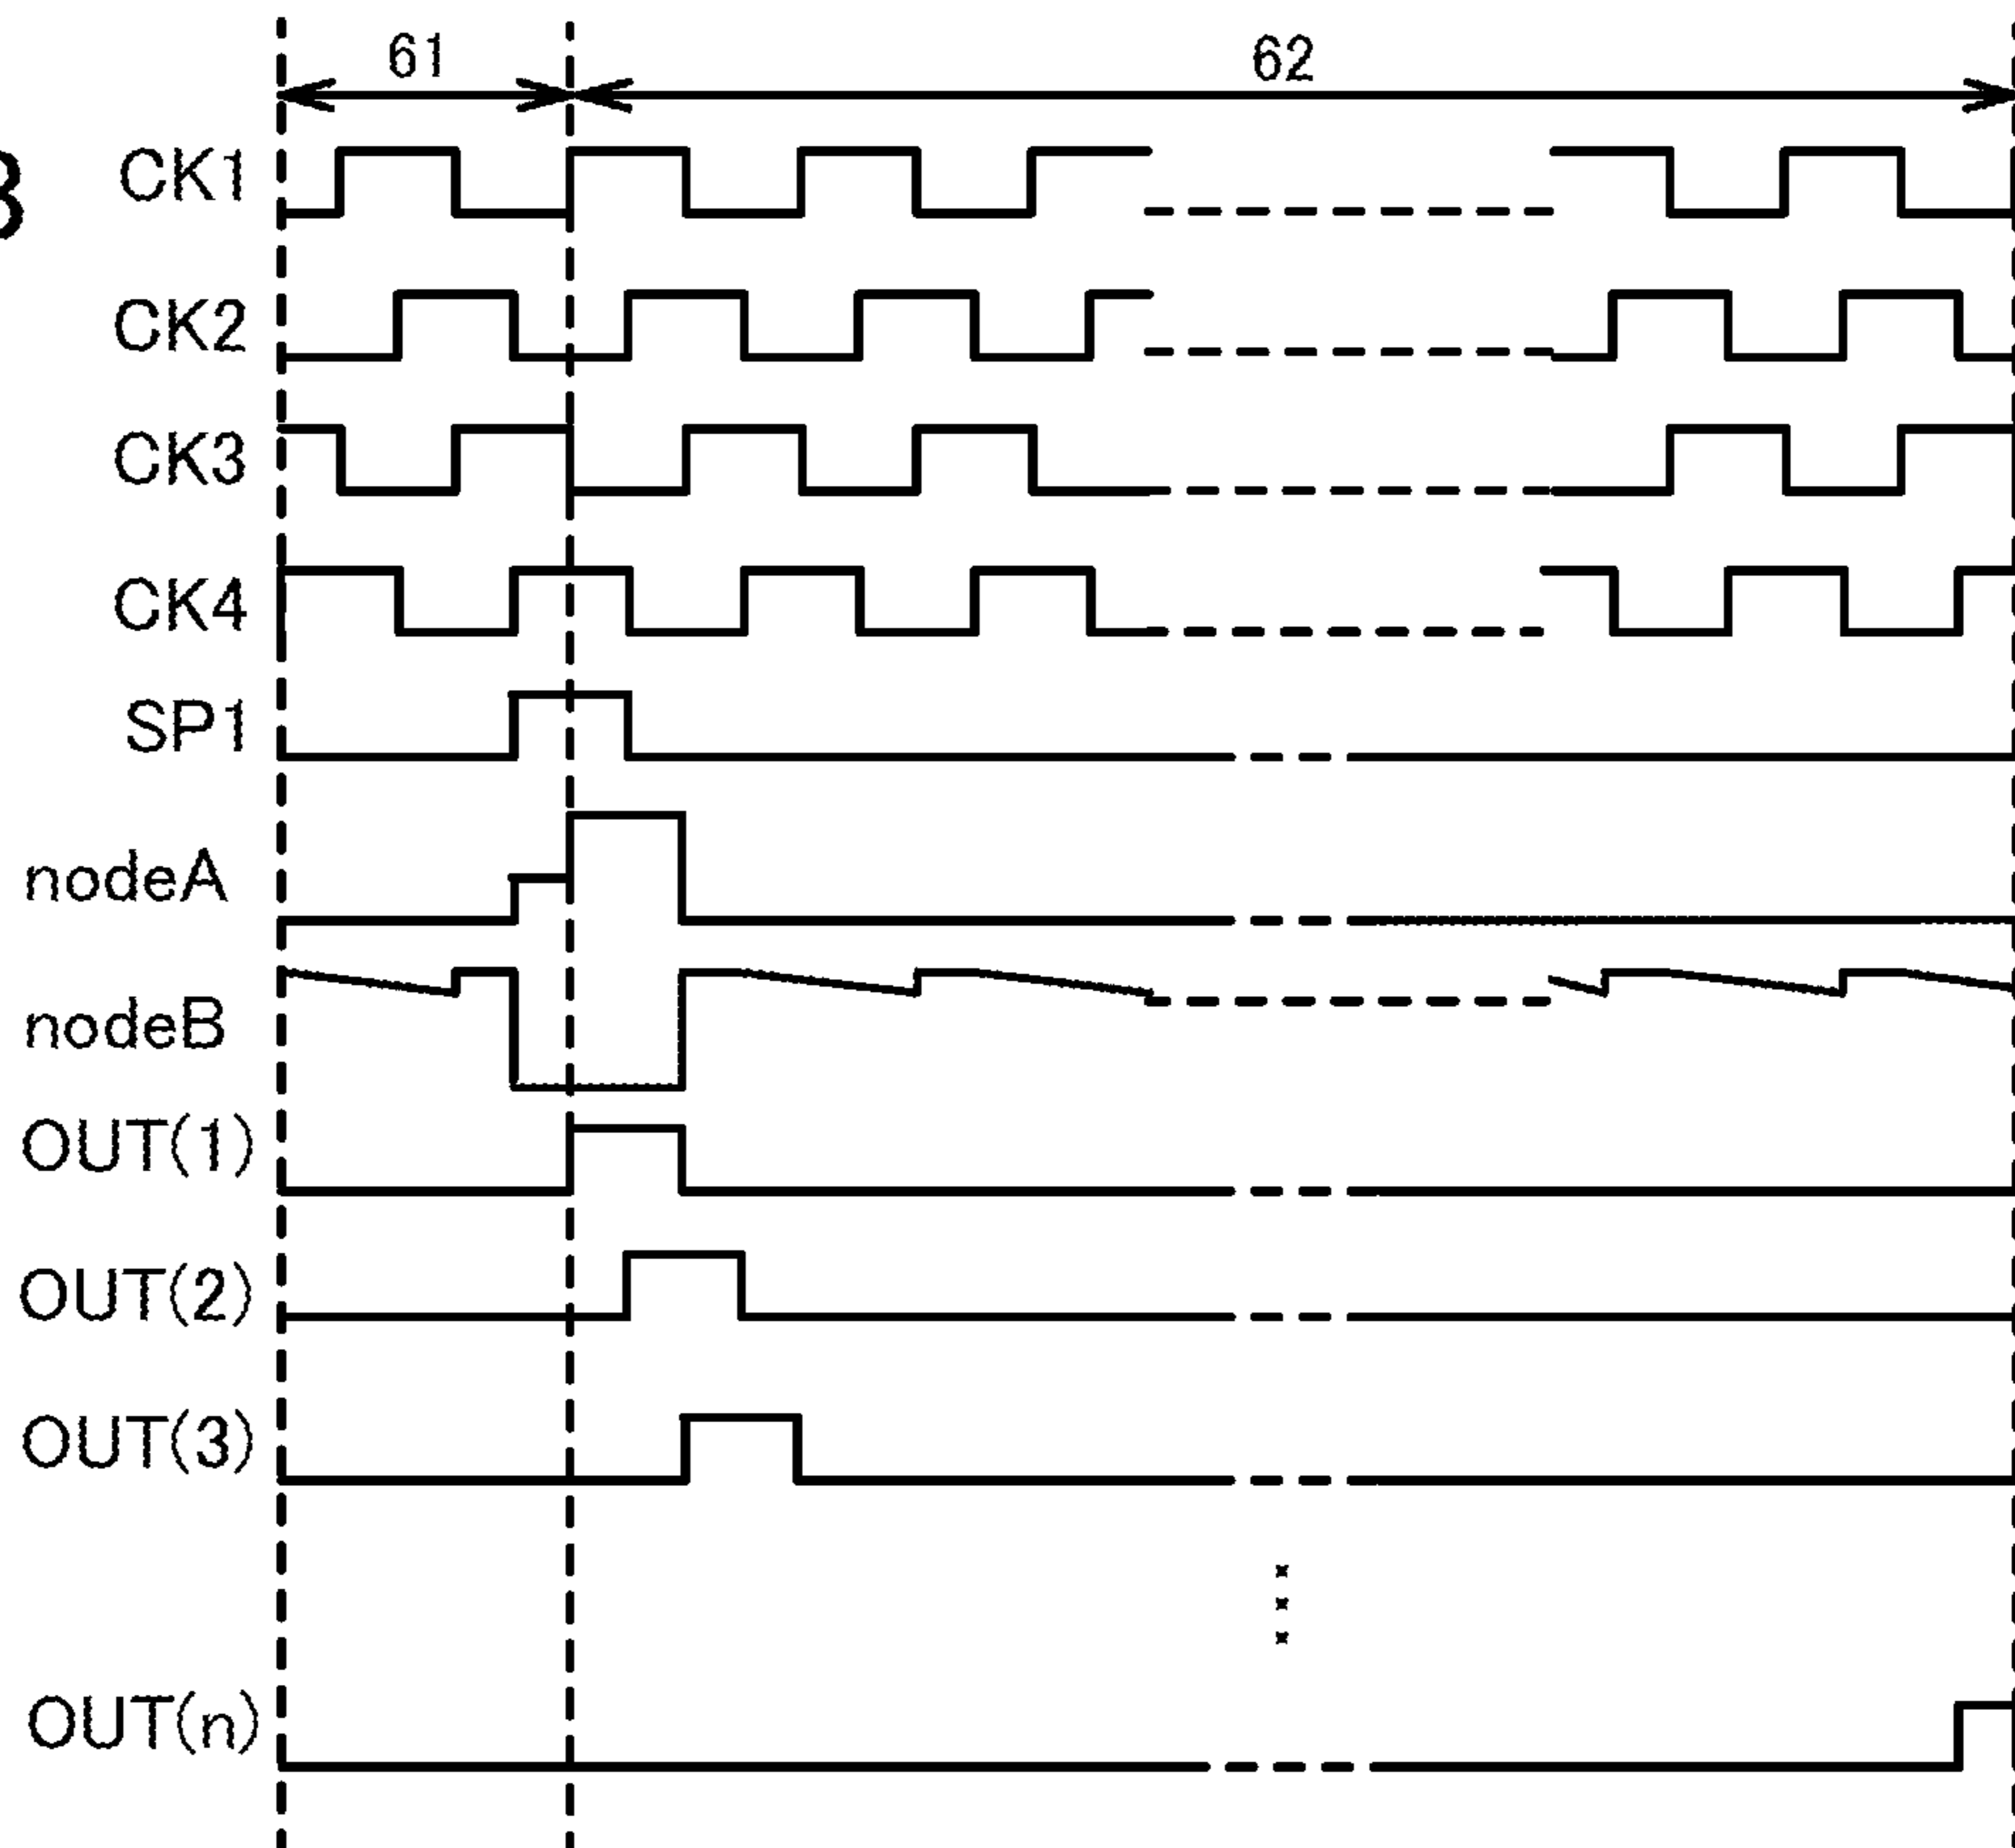 61
62
CK1
CK2
CK3
CK4
SP1
nodeA
nodeB
OUT(1)
OUT(2)
OUT(3)
OUT(n)